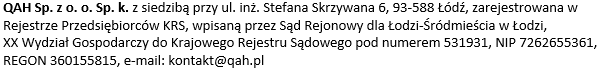 QAH Sp. z o. o. Sp. k. z siedzibą przy ul. inż. Stefana Skrzywana 6, 93-588 Łódź, zarejestrowana w
Rejestrze Przedsiębiorców KRS, wpisaną przez Sąd Rejonowy dla Łodzi-Śródmieścia w Łodzi,
XX Wydział Gospodarczy do Krajowego Rejestru Sądowego pod numerem 531931, NIP 7262655361,
REGON 360155815, e-mail: kontakt@qah.pl